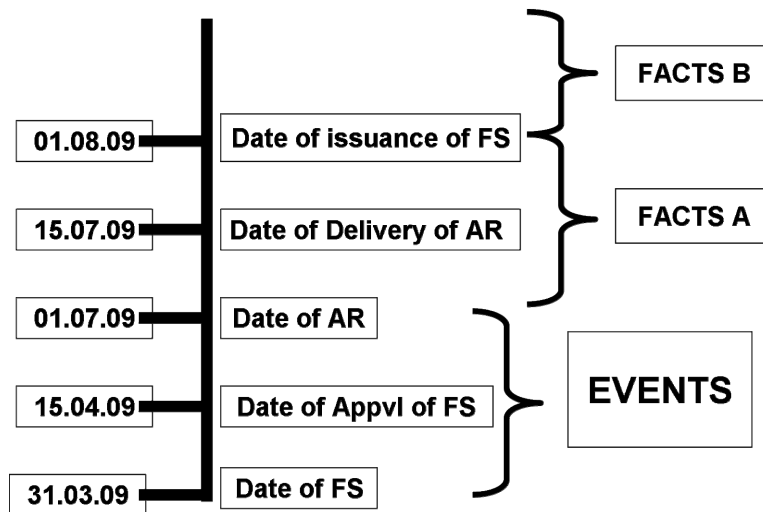 FACTS B
01.08.09 Date of issuance of FS
FACTS A
15.07.09 Date of Delivery of AR
01.07.09 Date of AR
EVENTS
15.04.09 Date of Appvl of FS
31.03.09 Date of FS